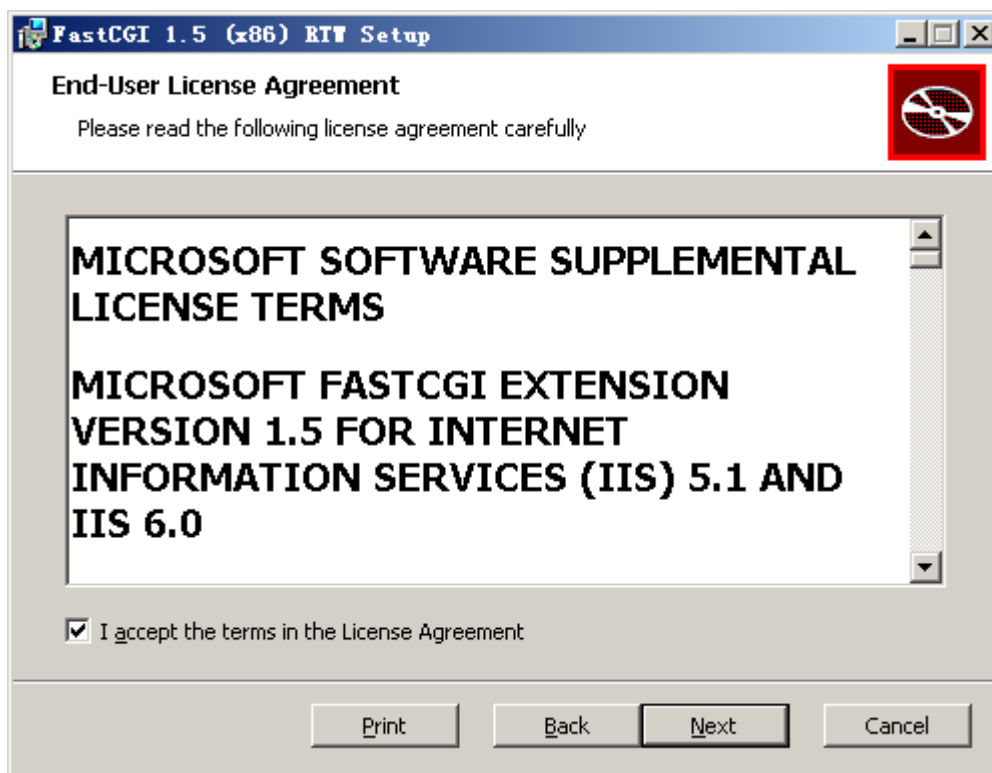 FastCGI 1.5 (x86) RTW Setup
End-User License Agreement
Please read the following license agreement carefully
MICROSOFT SOFTWARE SUPPLEMENTAL
LICENSE TERMS
MICROSOFT FASTCGI EXTENSION
VERSION 1.5 FOR INTERNET
INFORMATION SERVICES (IIS) 5.1 AND
IIS 6.0
I accept the terms in the License Agreement
Print Back Next Cancel